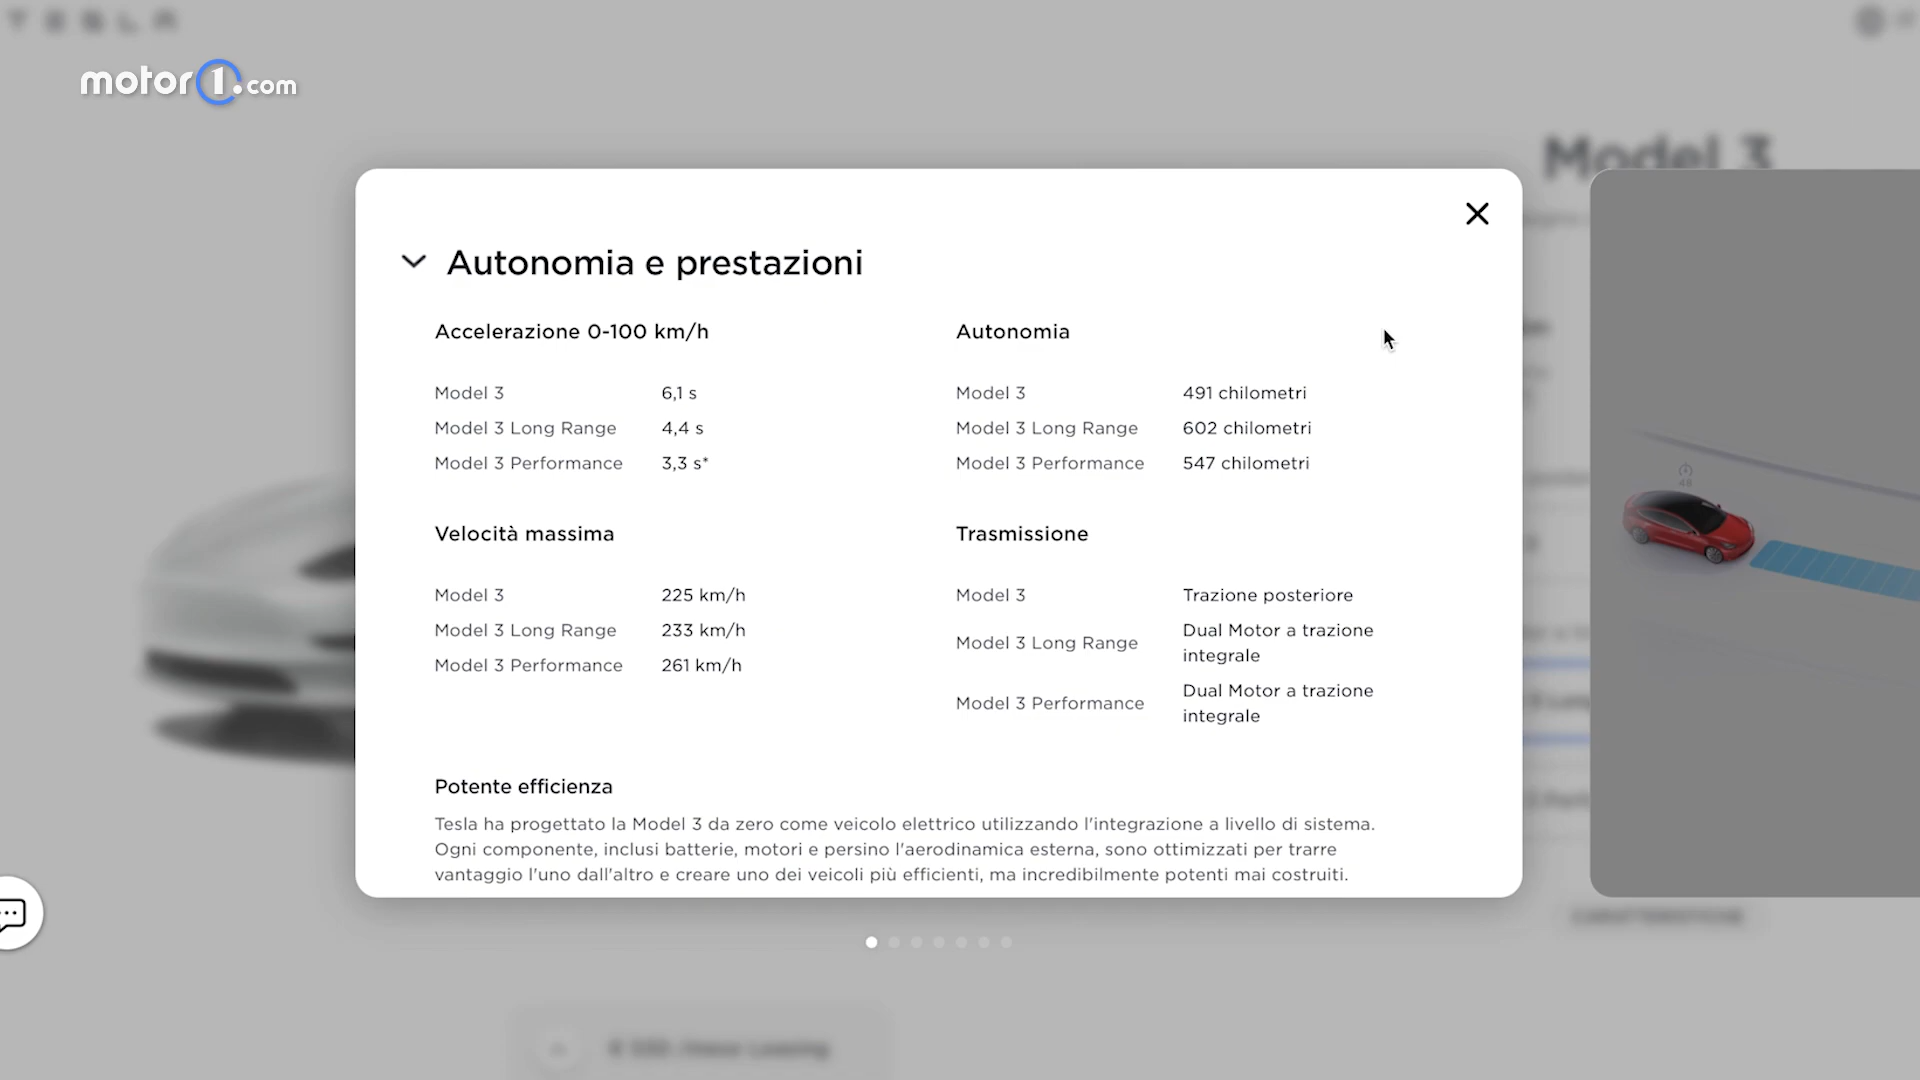 TESLA
motor1.com
Model 3
Autonomia e prestazioni
Accelerazione 0-100 km/h
Model 3 6,1 s
Model 3 Long Range 4,4 s
Model 3 Performance 3,3 s*
Autonomia
Model 3 491 chilometri
Model 3 Long Range 602 chilometri
Model 3 Performance 547 chilometri
Velocità massima
Model 3 225 km/h
Model 3 Long Range 233 km/h
Model 3 Performance 261 km/h
Trasmissione
Model 3 Trazione posteriore
Model 3 Long Range Dual Motor a trazione
integrale
Model 3 Performance Dual Motor a trazione
integrale
Potente efficienza
Tesla ha progettato la Model 3 da zero come veicolo elettrico utilizzando l'integrazione a livello di sistema.
Ogni componente, inclusi batterie, motori e persino l'aerodinamica esterna, sono ottimizzati per trarre
vantaggio l'uno dall'altro e creare uno dei veicoli più efficienti, ma incredibilmente potenti mai costruiti.
48
CARATTERISTICHE